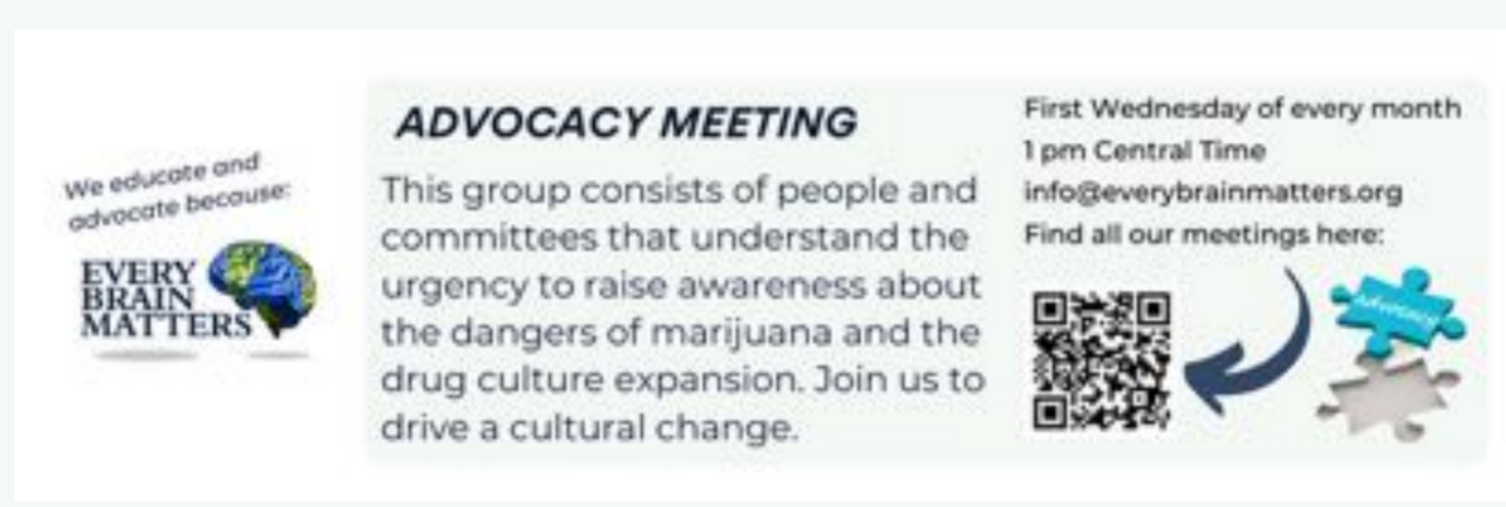 We educate and
advocate because:
EVERY
BRAIN
MATTERS
ADVOCACY MEETING
This group consists of people and
committees that understand the
urgency to raise awareness about
the dangers of marijuana and the
drug culture expansion. Join us to
drive a cultural change.
First Wednesday of every month
1 pm Central Time
info@everybrainmatters.org
Find all our meetings here:
Advocacy